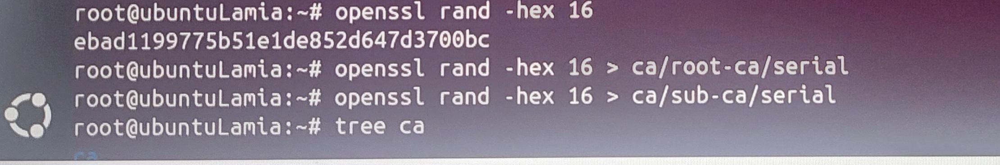 root@ubuntuLamia:~# openssl rand -hex 16
ebad1199775b51e1de852d647d3700bc
root@ubuntuLamia:~# openssl rand -hex 16 > ca/root-ca/serial
root@ubuntuLamia:~# openssl rand -hex 16 > ca/sub-ca/serial
root@ubuntuLamia:~# tree ca
ca